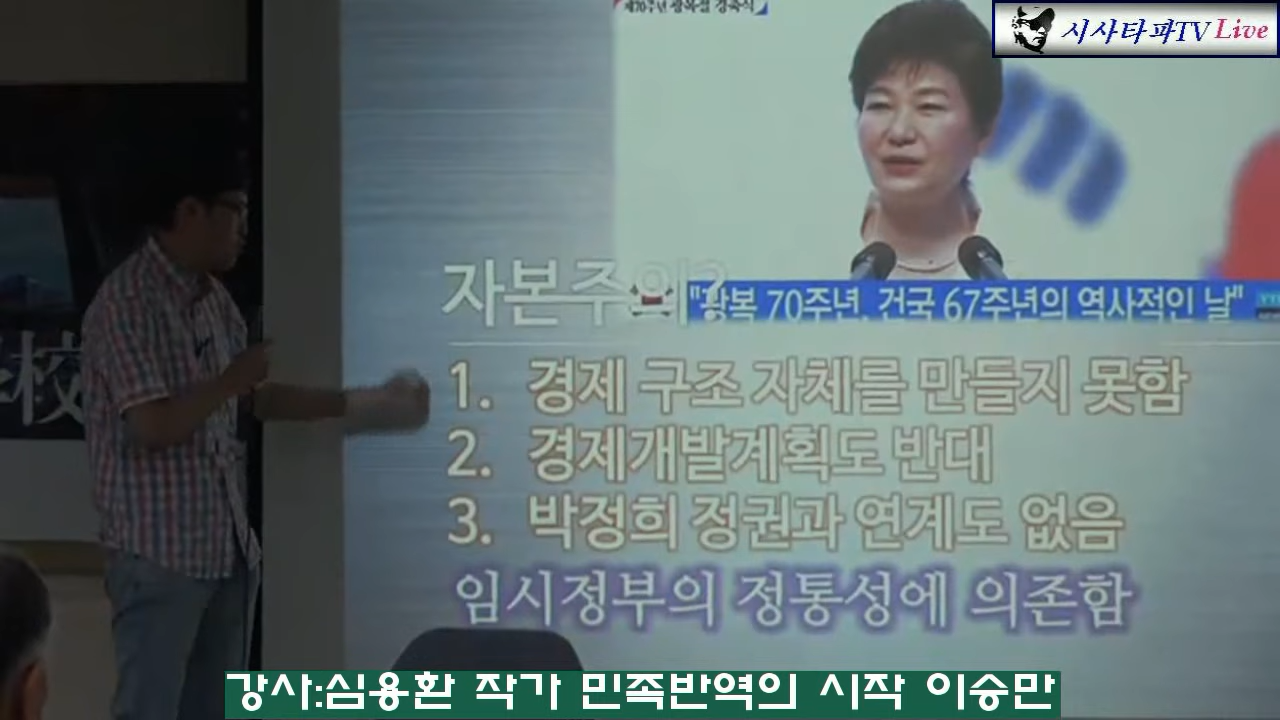 제70주년 광복절 경축식
시사타파TV Live
자본주의?
"광복 70주년, 건국 67주년의 역사적인 날"
校
1. 경제 구조 자체를 만들지 못함
2. 경제개발계획도 반대
3. 박정희 정권과 연계도 없음
임시정부의 정통성에 의존함
강사:심용환 작가 민족반역의 시작 이승만